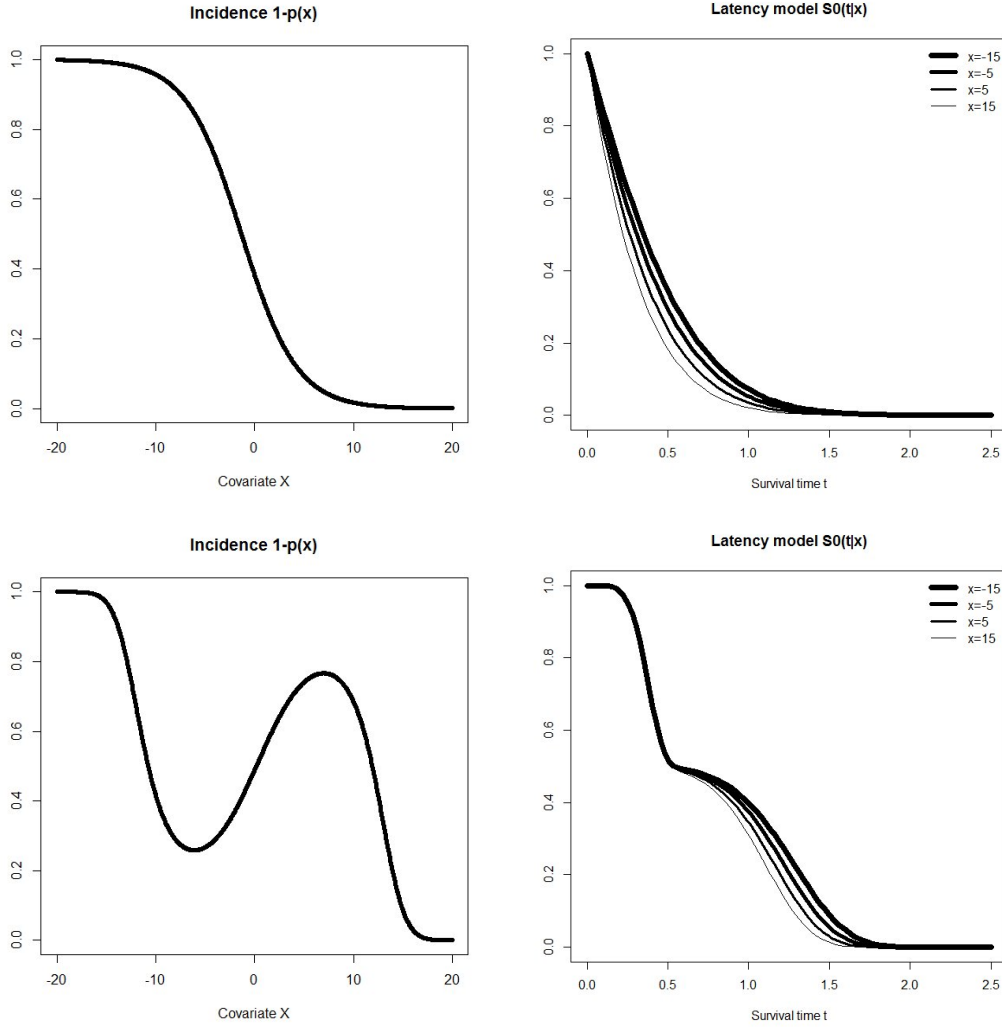 Incidence 1-p(x)
1.0
0.8
0.6
0.4
0.2
0.0
-20 -10 0 10 20
Covariate X
Latency model S0(t|x)
x=-15
x=-5
x=5
x=15
1.0
0.8
0.6
0.4
0.2
0.0
0.0 0.5 1.0 1.5 2.0 2.5
Survival time t
Incidence 1-p(x)
1.0
0.8
0.6
0.4
0.2
0.0
-20 -10 0 10 20
Covariate X
Latency model S0(t|x)
x=-15
x=-5
x=5
x=15
1.0
0.8
0.6
0.4
0.2
0.0
0.0 0.5 1.0 1.5 2.0 2.5
Survival time t